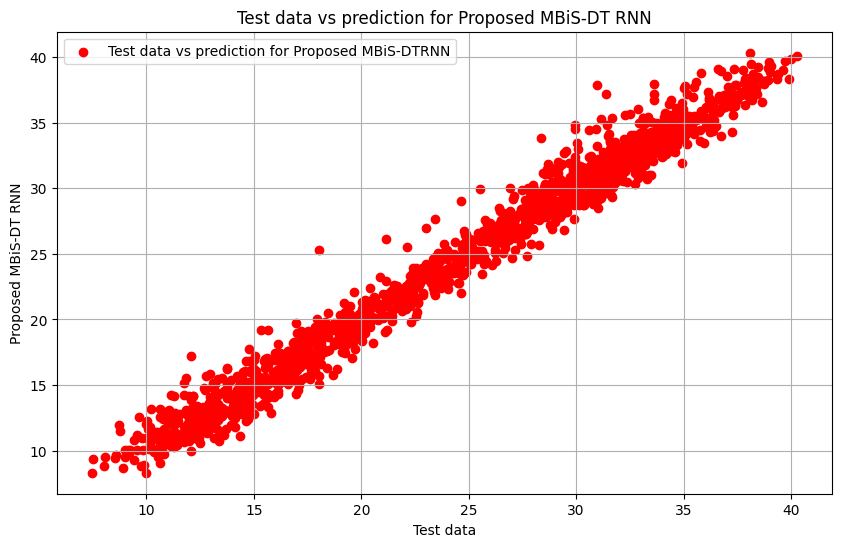 Test data vs prediction for Proposed MBiS-DT RNN
Test data vs prediction for Proposed MBiS-DTRNN
Proposed MBiS-DT RNN
40
35
30
25
20
15
10
10 15 20 25 30 35 40
Test data